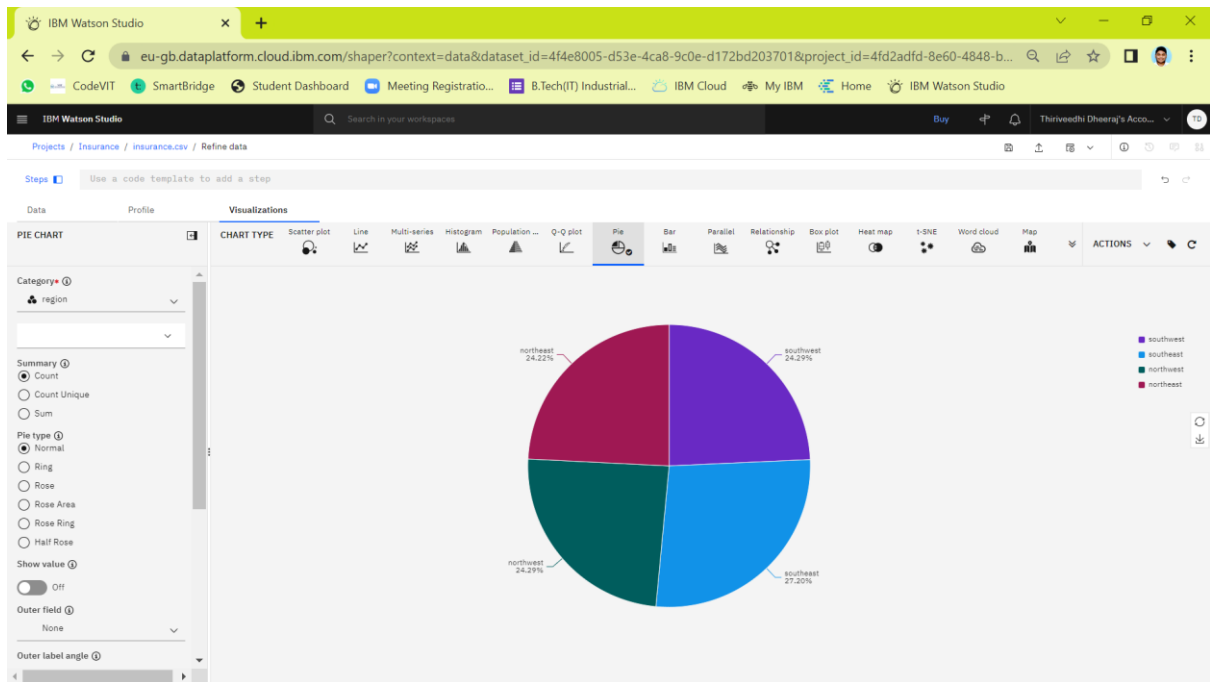 IBM Watson Studio
eu-gb.dataplatform.cloud.ibm.com/shaper?context=data&dataset_id=4f4e8005-d53e-4ca8-9c0e-d172bd203701&project_id=4fd2adfd-8e60-4848-b...
CodeVIT SmartBridge Student Dashboard Meeting Registratio... B.Tech(IT) Industrial... IBM Cloud My IBM Home IBM Watson Studio
IBM Watson Studio Search in your workspaces Buy Thiriveedhi Dheeraj's Acco... TD
Projects / Insurance / insurance.csv / Refine data
Steps Use a code template to add a step
Data Profile Visualizations
PIE CHART CHART TYPE Scatter plot Line Multi-series Histogram Population ... Q-Q plot Pie Bar Parallel Relationship Box plot Heat map t-SNE Word cloud Map ACTIONS
Category*
region
Summary
Count
Count Unique
Sum
Pie type
Normal
Ring
Rose
Rose Area
Rose Ring
Half Rose
Show value
Off
Outer field
None
Outer label angle
northeast
24.22%
southwest
24.29%
northwest
24.29%
southeast
27.20%
southwest
southeast
northwest
northeast